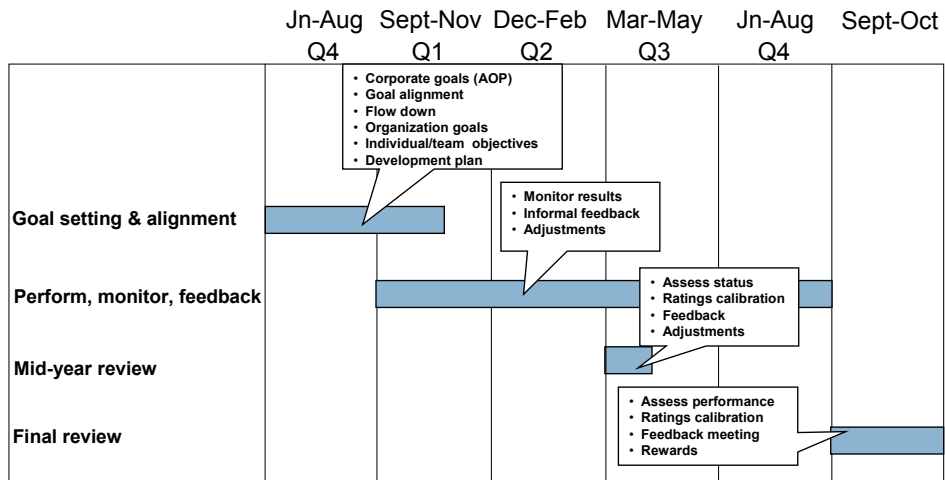 Jn-Aug Sept-Nov Dec-Feb Mar-May Jn-Aug Sept-Oct
Q4 Q1 Q2 Q3 Q4
• Corporate goals (AOP)
• Goal alignment
• Flow down
• Organization goals
• Individual/team objectives
• Development plan
• Monitor results
• Informal feedback
• Adjustments
Goal setting & alignment
• Assess status
• Ratings calibration
• Feedback
• Adjustments
Perform, monitor, feedback
Mid-year review
• Assess performance
• Ratings calibration
• Feedback meeting
• Rewards
Final review